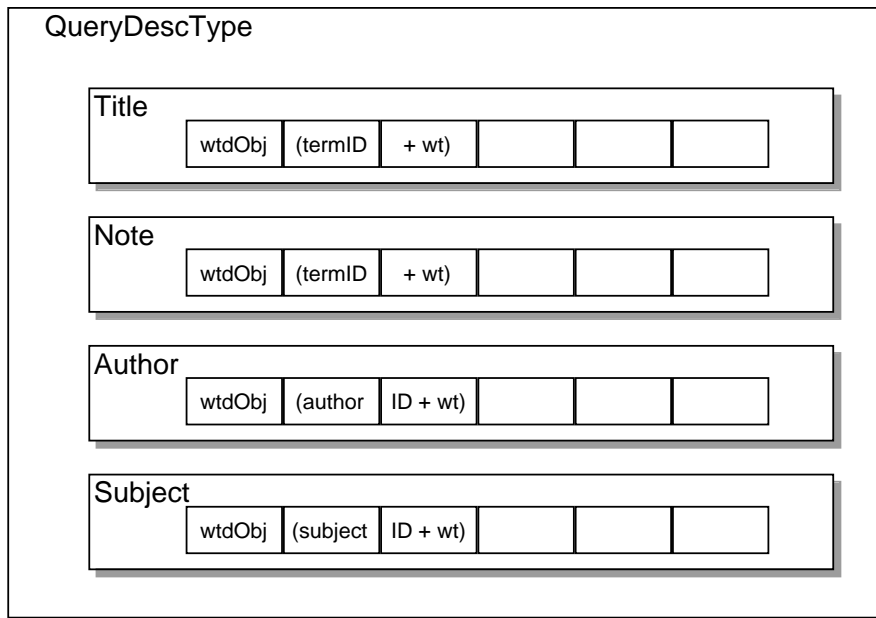 QueryDescType
Title
wtdObj (termID + wt)
Note
wtdObj (termID + wt)
Author
wtdObj (author ID + wt)
Subject
wtdObj (subject ID + wt)